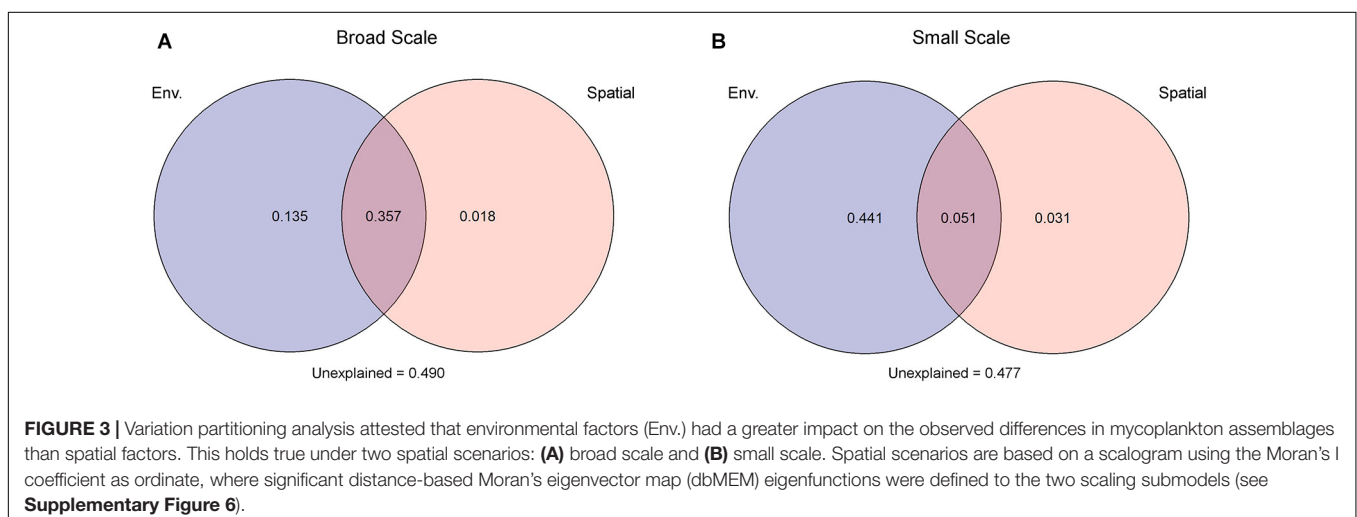 A Broad Scale
Env. Spatial
0.135 0.357 0.018
Unexplained = 0.490
B Small Scale
Env. Spatial
0.441 0.051 0.031
Unexplained = 0.477
FIGURE 3 | Variation partitioning analysis attested that environmental factors (Env.) had a greater impact on the observed differences in mycoplankton assemblages
than spatial factors. This holds true under two spatial scenarios: (A) broad scale and (B) small scale. Spatial scenarios are based on a scalogram using the Moran's I
coefficient as ordinate, where significant distance-based Moran's eigenvector map (dbMEM) eigenfunctions were defined to the two scaling submodels (see
Supplementary Figure 6).